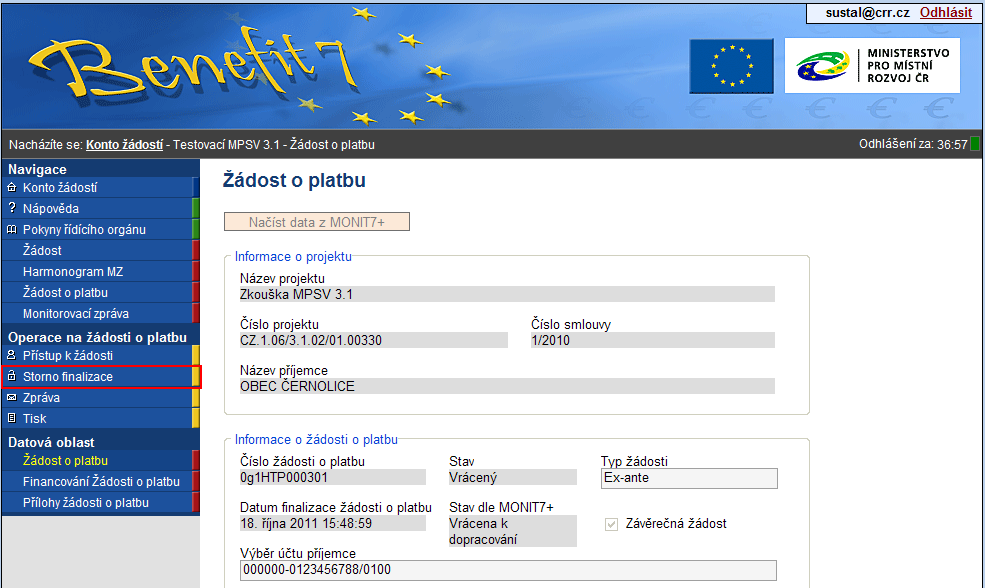 sustal@crr.cz Odhlásit
Benefit7
MINISTERSTVO
PRO MÍSTNÍ
ROZVOJ ČR
Nacházíte se: Konto žádostí - Testovací MPSV 3.1 - Žádost o platbu
Odhlášení za: 36:57
Navigace
Konto žádostí
Nápověda
Pokyny řídícího orgánu
Žádost
Harmonogram MZ
Žádost o platbu
Monitorovací zpráva
Operace na žádosti o platbu
Přístup k žádosti
Storno finalizace
Zpráva
Tisk
Datová oblast
Žádost o platbu
Financování Žádosti o platbu
Přílohy žádosti o platbu
Žádost o platbu
Načíst data z MONIT7+
Informace o projektu
Název projektu
Zkouška MPSV 3.1
Číslo projektu
CZ.1.06/3.1.02/01.00330
Číslo smlouvy
1/2010
Název příjemce
OBEC ČERNOLICE
Informace o žádosti o platbu
Číslo žádosti o platbu
0g1HTP000301
Stav
Vrácený
Typ žádosti
Ex-ante
Datum finalizace žádosti o platbu
18. října 2011 15:48:59
Stav dle MONIT7+
Vrácena k
dopracování
Závěrečná žádost
Výběr účtu příjemce
000000-0123456788/0100